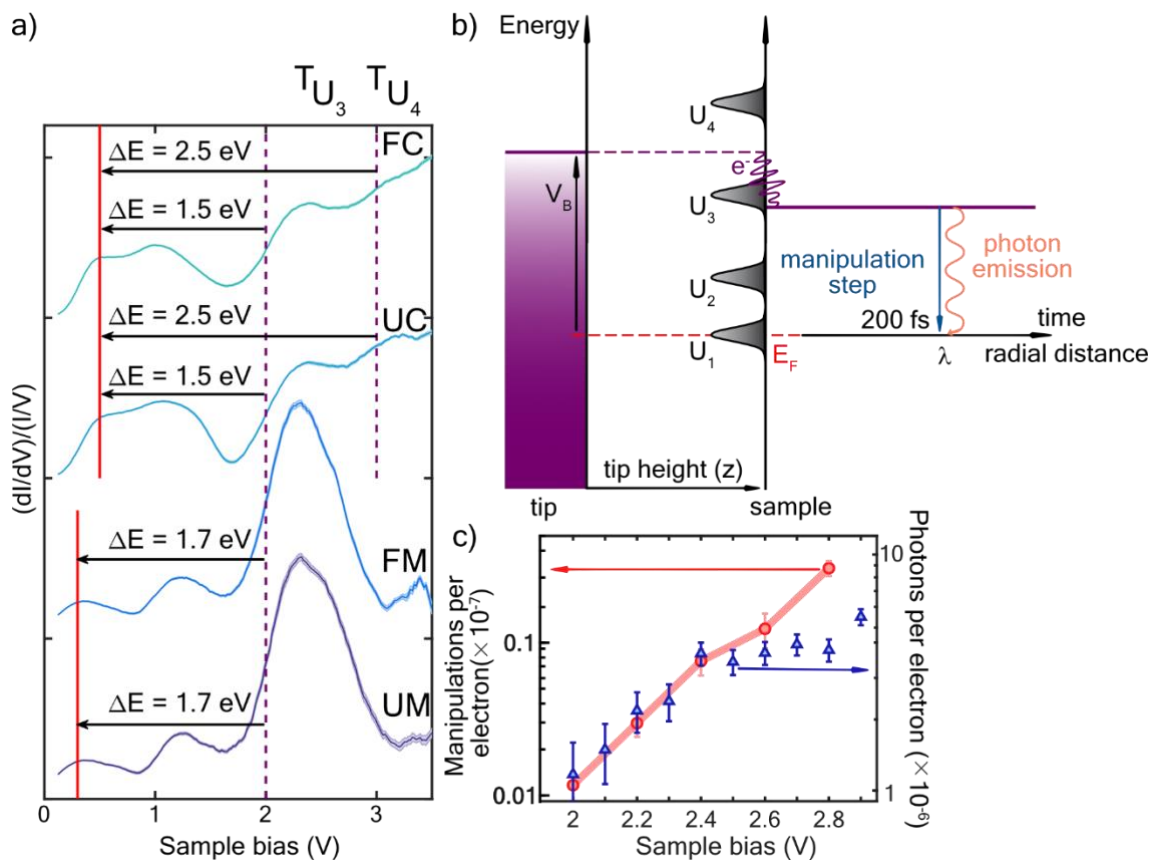 a)
T_U3 T_U4
FC
ΔE = 2.5 eV
ΔE = 1.5 eV
UC
ΔE = 2.5 eV
ΔE = 1.5 eV
FM
ΔE = 1.7 eV
UM
ΔE = 1.7 eV
(dI/dV)/(I/V)
0 1 2 3
Sample bias (V)
b)
Energy
U4
e-
VB
U3
U2
U1
EF
manipulation
step
photon
emission
200 fs
time
λ
radial distance
tip height (z)
tip
sample
c)
Manipulations per
electron(×10-7)
0.1
0.01
Photons per electron (×10-6)
10
1
2 2.2 2.4 2.6 2.8
Sample bias (V)